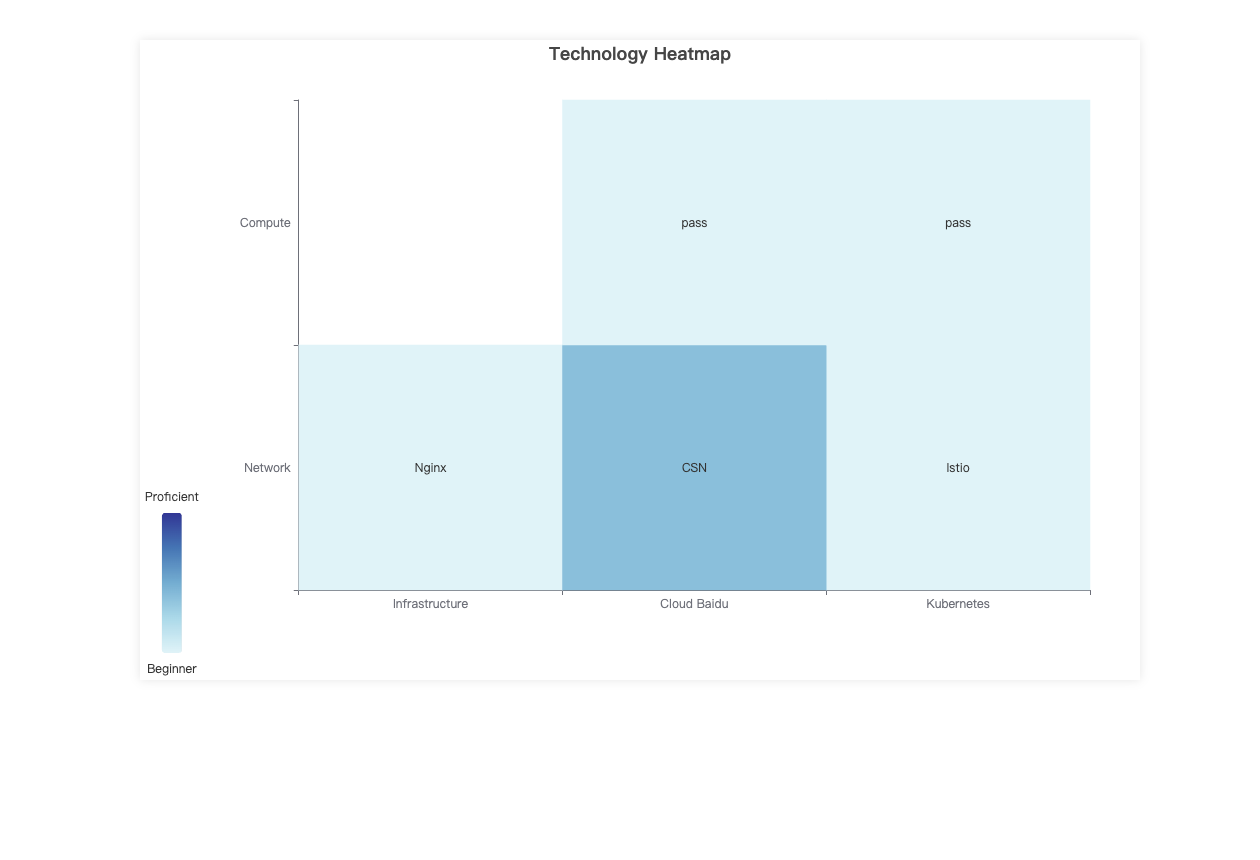 Technology Heatmap
Compute
pass
pass
Network
Nginx
CSN
Istio
Proficient
Beginner
Infrastructure
Cloud Baidu
Kubernetes